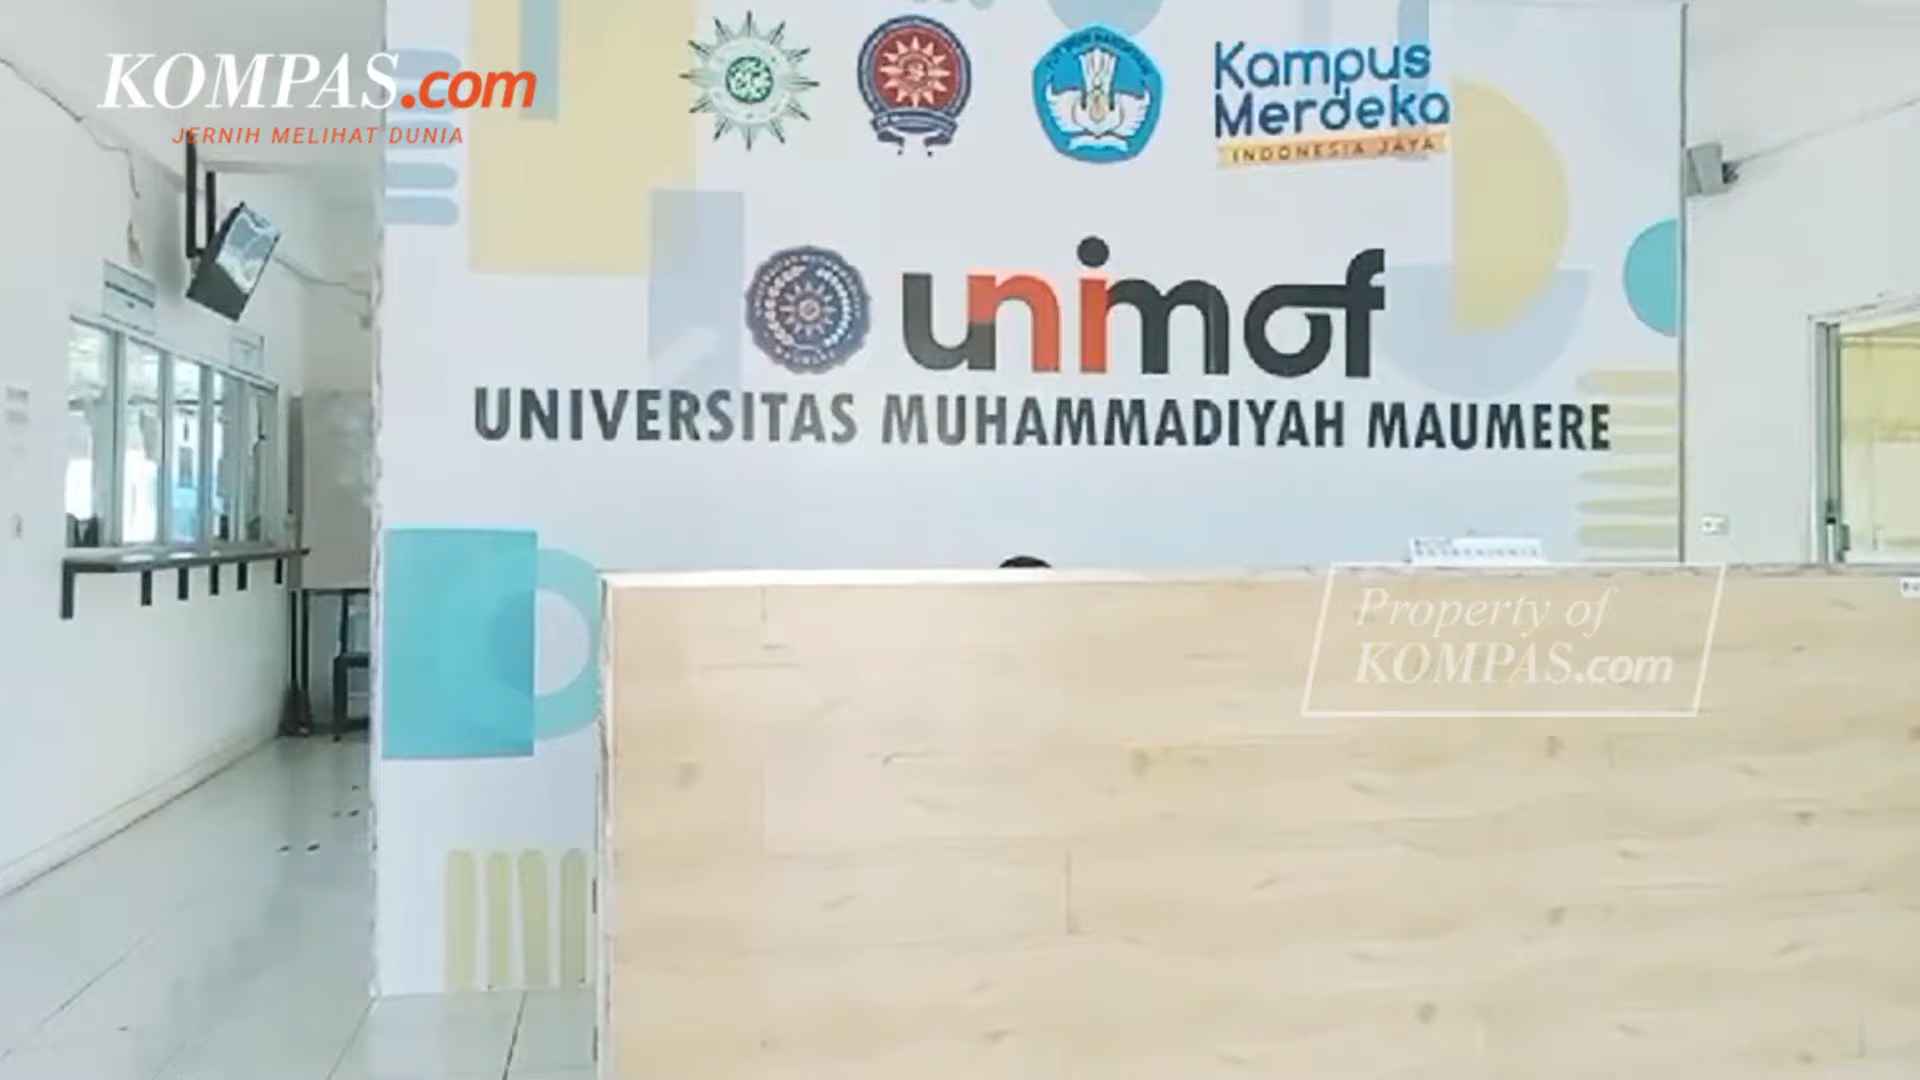 KOMPAS.com
JERNIH MELIHAT DUNIA
Kampus
Merdeka
INDONESIA JAYA
unimof
UNIVERSITAS MUHAMMADIYAH MAUMERE
Property of
KOMPAS.com